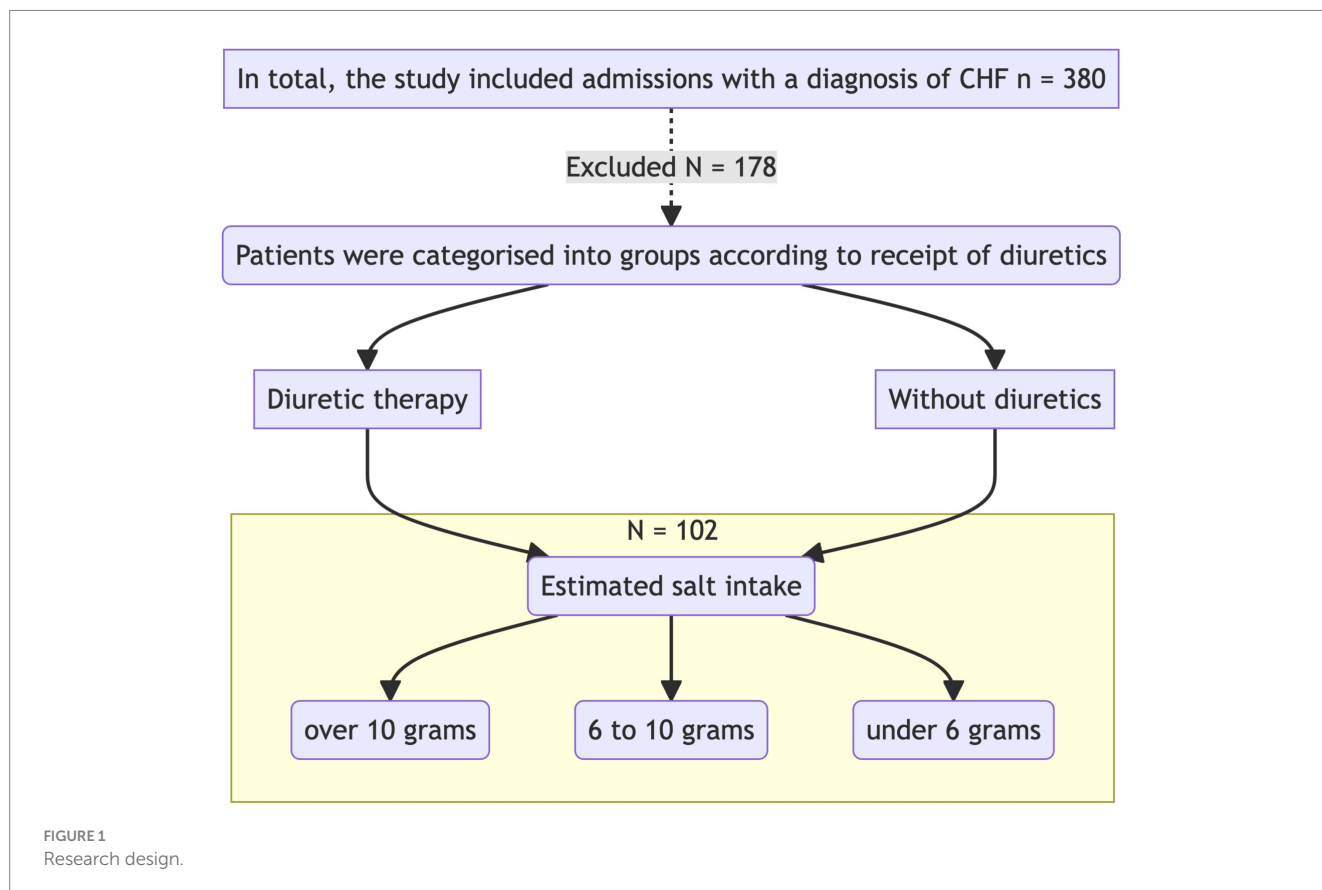 In total, the study included admissions with a diagnosis of CHF n = 380
Excluded N = 178
Patients were categorised into groups according to receipt of diuretics
Diuretic therapy
Without diuretics
N = 102
Estimated salt intake
over 10 grams
6 to 10 grams
under 6 grams
FIGURE 1
Research design.